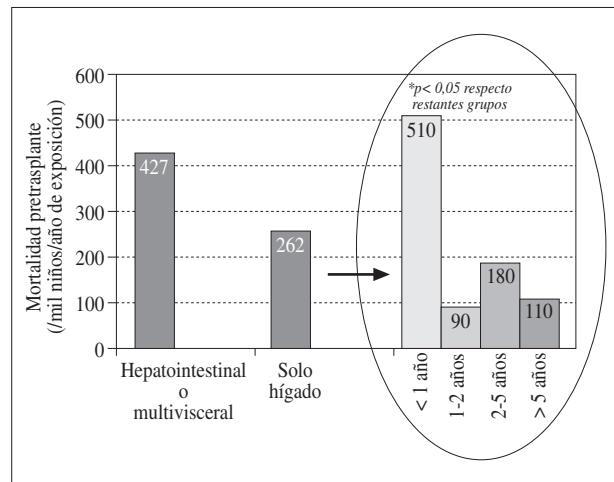 Mortalidad pretrasplante
(/mil niños/año de exposición)
600
500
400
300
200
100
0
*p< 0,05 respecto
restantes grupos
427
262
510
90
180
110
Hepatointestinal
o
multivisceral
Solo
hígado
< 1 año
1-2 años
2-5 años
> 5 años